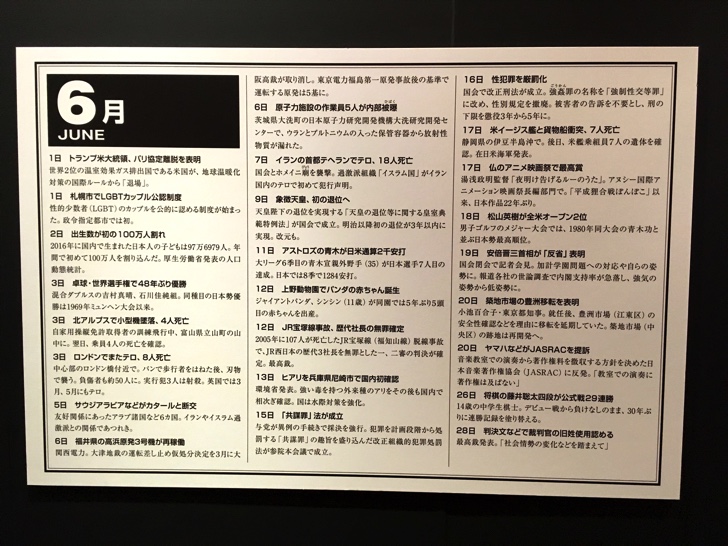 6月
JUNE
1日 トランプ米大統領、パリ協定離脱を表明
世界2位の温室効果ガス排出国である米国が、地球温暖化
対策の国際ルールから「退場」。
1日 札幌市でLGBTカップル公認制度
性的少数者（LGBT）のカップルを公的に認める制度が始まっ
た。政令指定都市では初。
2日 出生数が初の100万人割れ
2016年に国内で生まれた日本人の子どもは97万6979人。年
間で初めて100万人を割り込んだ。厚生労働省発表の人口
動態統計。
3日 卓球・世界選手権で48年ぶり優勝
混合ダブルスの吉村真晴、石川佳純組。同種目の日本勢優
勝は1969年ミュンヘン大会以来。
3日 北アルプスで小型機墜落、4人死亡
自家用操縦免許取得者の訓練飛行中、富山県立山町の山
中に。翌日、乗員4人の死亡を確認。
3日 ロンドンでまたテロ、8人死亡
中心部のロンドン橋付近で。バンで歩行者をはねた後、刃物
で襲う。負傷者も約50人に。実行犯3人は射殺。英国では3
月、5月にもテロ。
5日 サウジアラビアなどがカタールと断交
友好関係にあったアラブ諸国など6カ国。イランやイスラム過
激派との関係であつれき。
6日 福井県の高浜原発3号機が再稼働
関西電力。大津地裁の運転差し止め仮処分決定を3月に大
阪高裁が取り消し。東京電力福島第一原発事故後の基準で
運転する原発は5基に。
6日 原子力施設の作業員5人が内部被曝
ひばく
茨城県大洗町の日本原子力研究開発機構大洗研究開発セ
ンターで、ウランとプルトニウムの入った保管容器から放射性
物質が漏れた。
7日 イランの首都テヘランでテロ、18人死亡
国会とホメイニ廟を襲撃。過激派組織「イスラム国」がイラン
国内のテロで初めて犯行声明。
9日 象徴天皇、初の退位へ
天皇陛下の退位を実現する「天皇の退位等に関する皇室典
範特例法」が国会で成立。明治以降初の退位が3年以内に
実現。改元も。
11日 アストロズの青木が日米通算2千安打
大リーグ6季目の青木宣親外野手（35）が日本選手7人目の
達成。日本では8季で1284安打。
12日 上野動物園でパンダの赤ちゃん誕生
ジャイアントパンダ、シンシン（11歳）が同園では5年ぶり5頭
目の赤ちゃんを出産。
12日 JR宝塚線事故、歴代社長の無罪確定
2005年に107人が死亡したJR宝塚線（福知山線）脱線事故
で、JR西日本の歴代3社長を無罪とした一、二審の判決が確
定。最高裁。
13日 ヒアリを兵庫県尼崎市で国内初確認
環境省発表。強い毒を持つ外来種のアリをその後も国内で
相次ぎ確認。国は水際対策を強化。
15日 「共謀罪」法が成立
与党が異例の手続きで採決を強行。犯罪を計画段階から処
罰する「共謀罪」の趣旨を盛り込んだ改正組織的犯罪処罰
法が参院本会議で成立。
16日 性犯罪を厳罰化
国会で改正刑法が成立。強姦罪の名称を「強制性交等罪」
ごうかん
に改め、性別規定を撤廃。被害者の告訴を不要とし、刑の
下限を懲役3年から5年に。
17日 米イージス艦と貨物船衝突、7人死亡
静岡県の伊豆半島沖で。後日、米艦乗組員7人の遺体を確
認。在日米海軍発表。
17日 仏のアニメ映画祭で最高賞
湯浅政明監督「夜明け告げるルーのうた」。アヌシー国際ア
ニメーション映画祭長編部門で。「平成狸合戦ぽんぽこ」以
来、日本作品22年ぶり。
18日 松山英樹が全米オープン2位
男子ゴルフのメジャー大会では、1980年同大会の青木功と
並ぶ日本勢最高順位。
19日 安倍晋三首相が「反省」表明
国会閉会で記者会見。加計学園問題への対応や自らの姿
勢に。報道各社の世論調査で内閣支持率が急落し、強気の
姿勢から低姿勢に。
20日 築地市場の豊洲移転を表明
小池百合子・東京都知事。就任後、豊洲市場（江東区）の
安全性確認などを理由に移転を延期していた。築地市場（中
央区）の跡地は再開発へ。
20日 ヤマハなどがJASRACを提訴
音楽教室での演奏から著作権料を徴収する方針を決めた日
本音楽著作権協会（JASRAC）に反発。「教室での演奏に
著作権は及ばない」
26日 将棋の藤井聡太四段が公式戦29連勝
14歳の中学生棋士。デビュー戦から負けなしのまま、30年ぶ
りに連勝記録を塗り替える。
28日 判決文などで裁判官の旧姓使用認める
最高裁発表。「社会情勢の変化などを踏まえて」